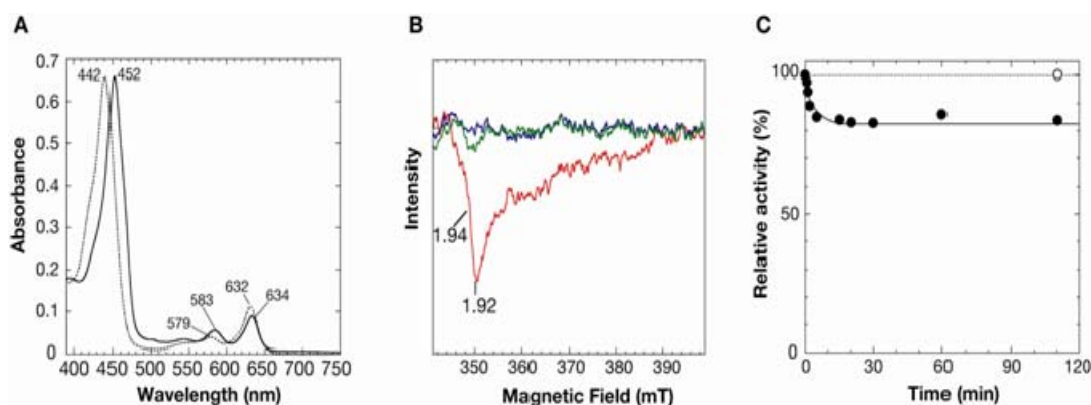 A
0.7
0.6
0.5
0.4
0.3
0.2
0.1
0
442
452
583
579
632
634
400 450 500 550 600 650 700 750
Wavelength (nm)
Absorbance
B
Intensity
1.94
1.92
350 360 370 380 390
Magnetic Field (mT)
C
100
50
0
Relative activity (%)
0 30 60 90 120
Time (min)